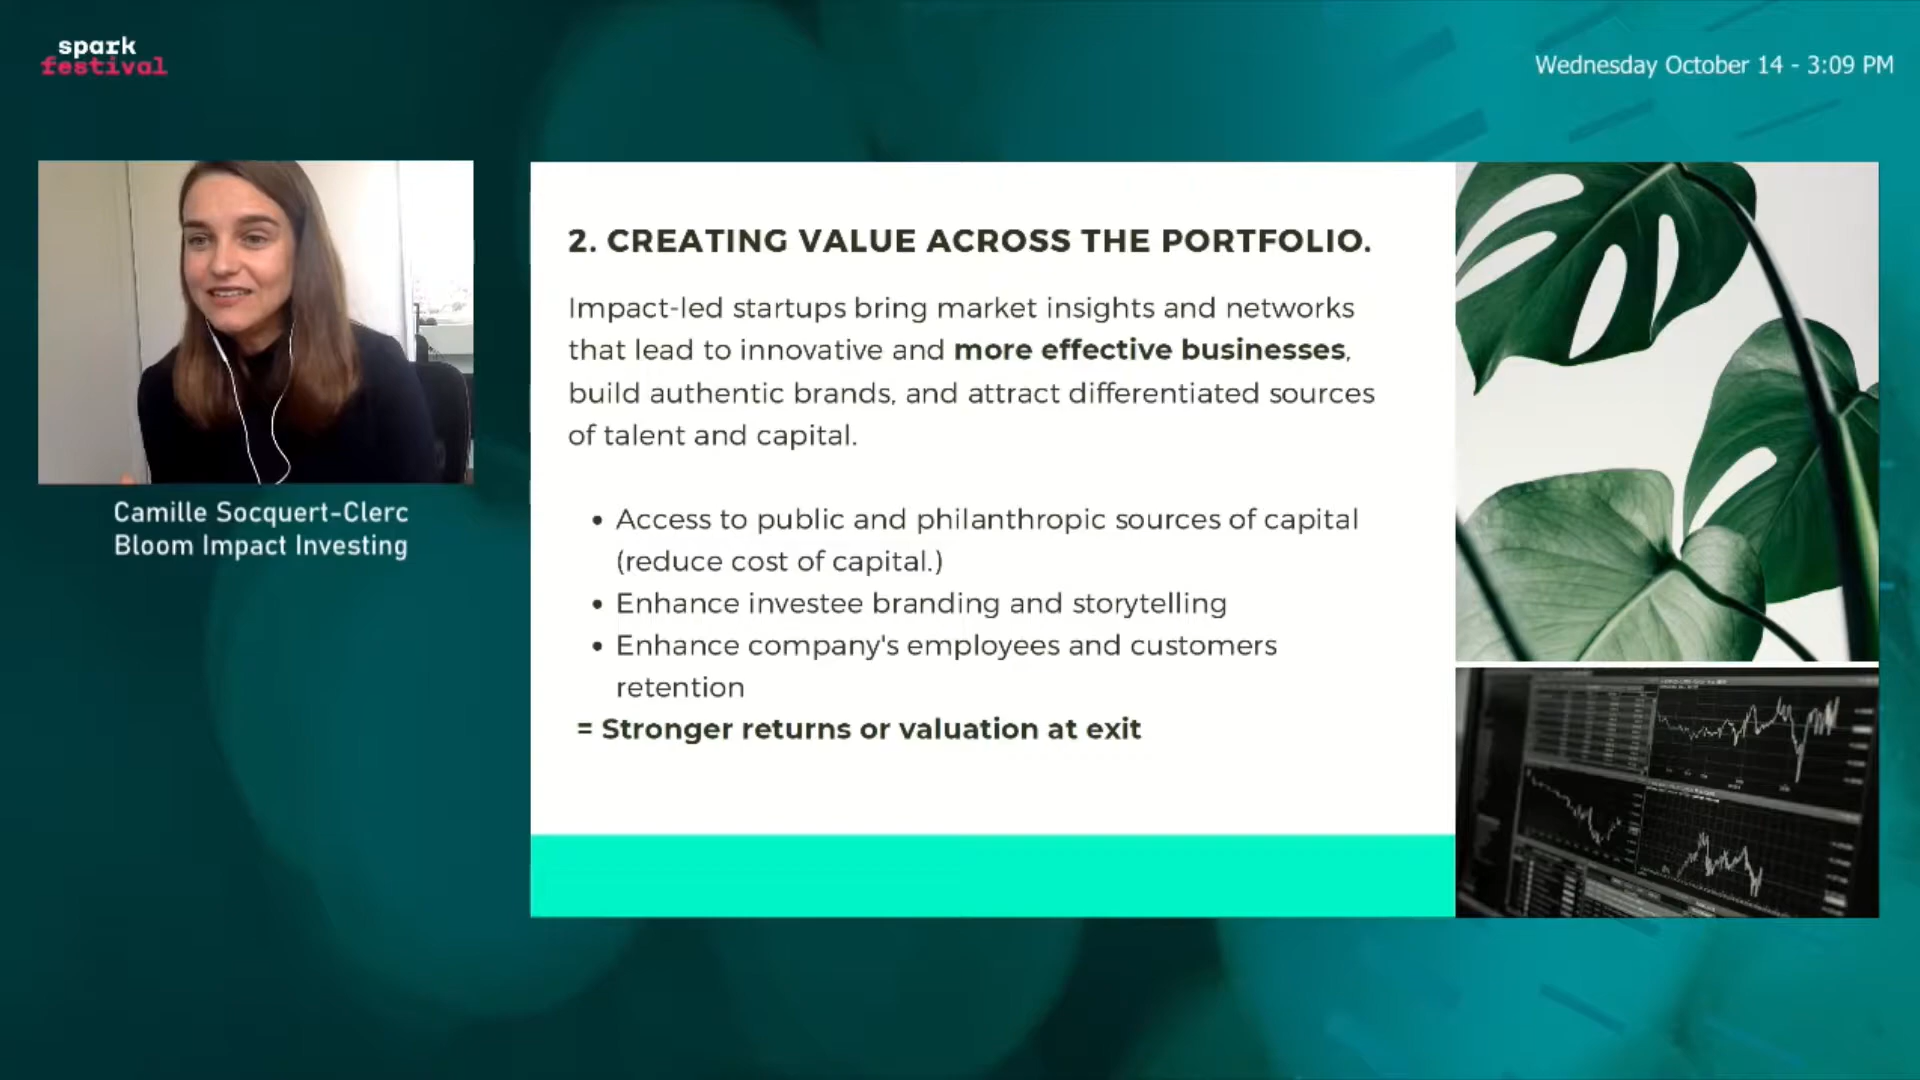 spark
festival
Wednesday October 14 - 3:09 PM
Camille Socquert-Clerc
Bloom Impact Investing
2. CREATING VALUE ACROSS THE PORTFOLIO.
Impact-led startups bring market insights and networks
that lead to innovative and more effective businesses,
build authentic brands, and attract differentiated sources
of talent and capital.
• Access to public and philanthropic sources of capital
(reduce cost of capital.)
• Enhance investee branding and storytelling
• Enhance company's employees and customers
retention
= Stronger returns or valuation at exit